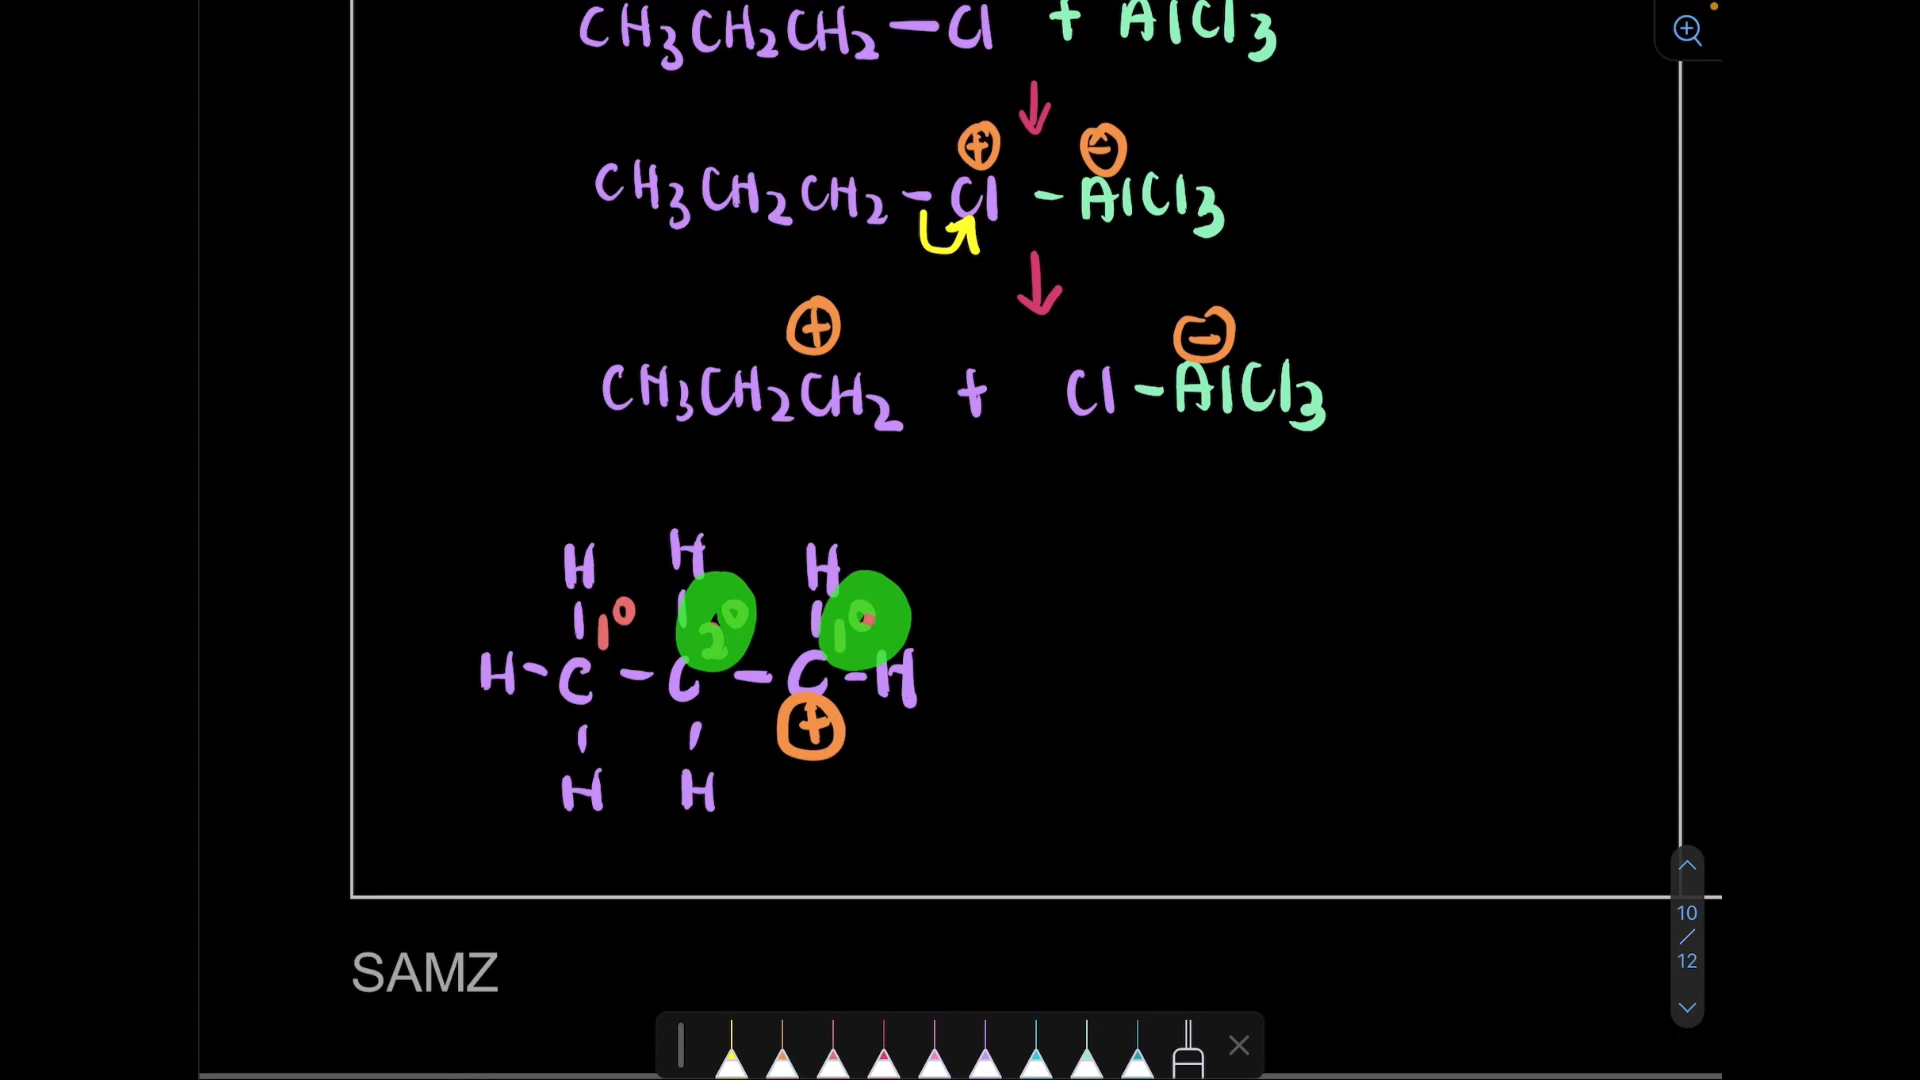 CH3CH2CH2-Cl + AlCl3
↓
⊕ ⊖
CH3CH2CH2-Cl-AlCl3
↓
⊕ ⊖
CH3CH2CH2 + Cl-AlCl3
H H H
1° 2° 1°
H-C-C-C-H
⊕
H H
SAMZ
10
/
12